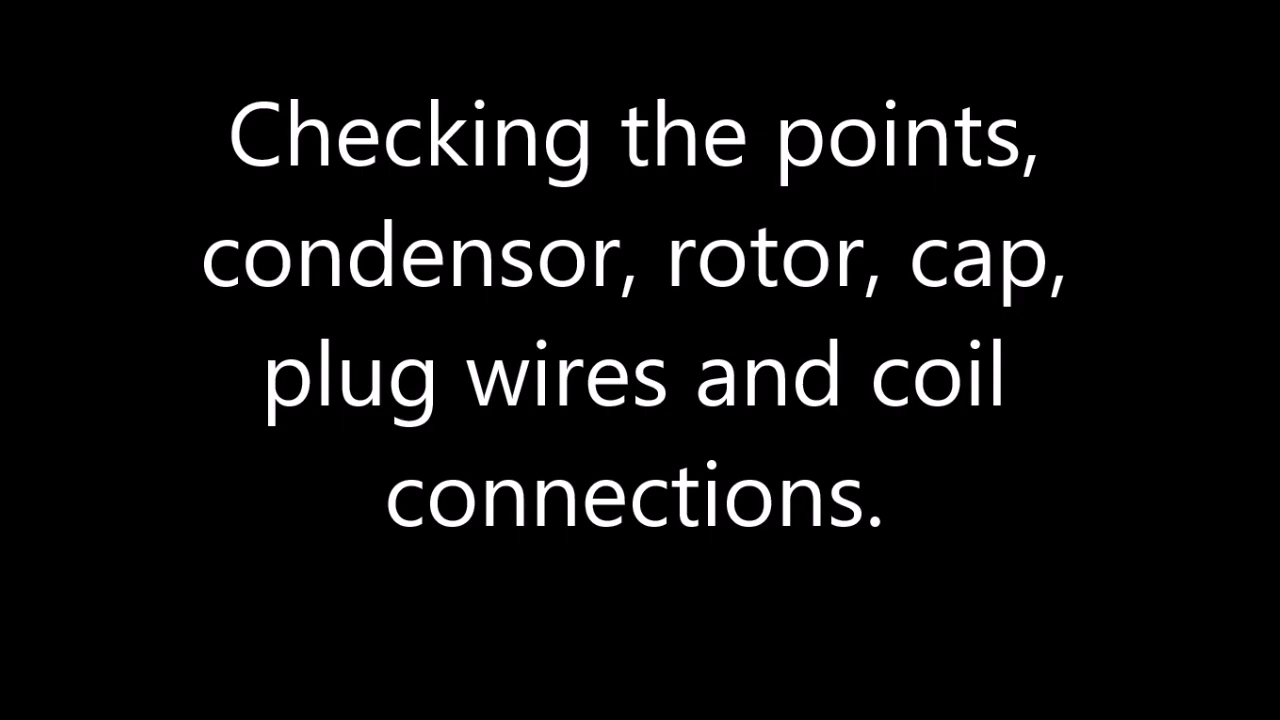 Checking the points,
condensor, rotor, cap,
plug wires and coil
connections.